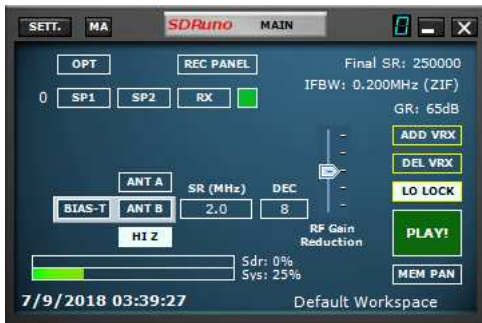 SETT. MA SDRuno MAIN 0
OPT REC PANEL Final SR: 250000
IFBW: 0.200MHz (ZIF)
0 SP1 SP2 RX GR: 65dB
ADD VRX
DEL VRX
ANT A SR (MHz) DEC LO LOCK
BIAS-T ANT B 2.0 8
HI Z RF Gain Reduction PLAY!
Sdr: 0%
Sys: 25% MEM PAN
7/9/2018 03:39:27 Default Workspace